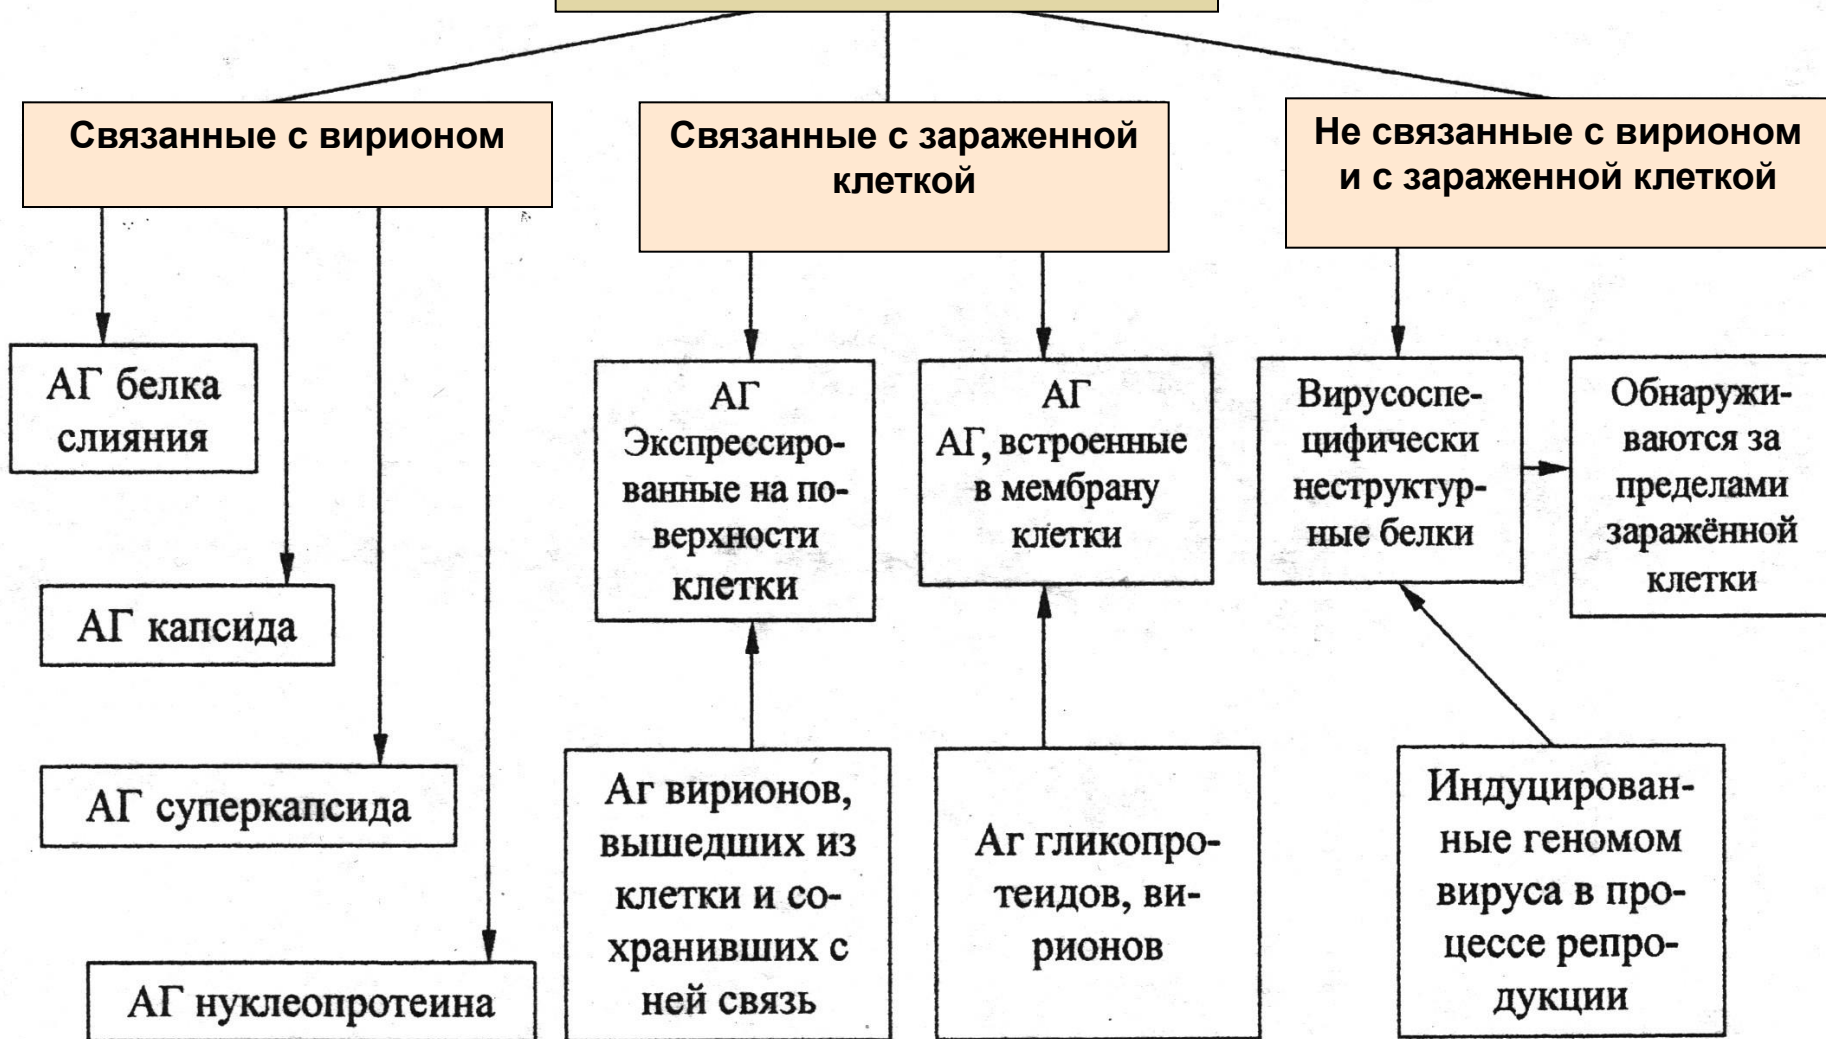 Связанные с вирионом
Связанные с зараженной
клеткой
Не связанные с вирионом
и с зараженной клеткой
АГ белка
слияния
АГ капсида
АГ суперкапсида
АГ нуклеопротеина
АГ
Экспрессиро-
ванные на по-
верхности
клетки
АГ
АГ, встроенные
в мембрану
клетки
Вирусоспе-
цифически
неструктур-
ные белки
Обнаружи-
ваются за
пределами
заражённой
клетки
Аг вирионов,
вышедших из
клетки и со-
хранивших с
ней связь
Аг гликопро-
теидов, ви-
рионов
Индуцирован-
ные геномом
вируса в про-
цессе репро-
дукции